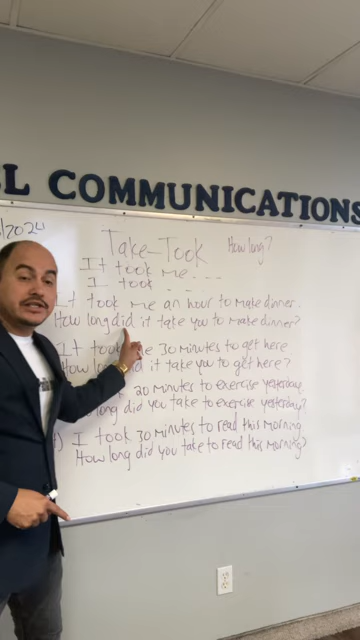 L COMMUNICATIONS
/2024
Take-Took
How long?
It took me ...
I took - -
It took me an hour to make dinner.
How long did it take you to make dinner?
It took me 30 minutes to get here
How long did it take you to get here?
20 minutes to exercise yesterday
long did you take to exercise yesterday?
) I took 30 minutes to read this morning
How long did you take to read this morning?